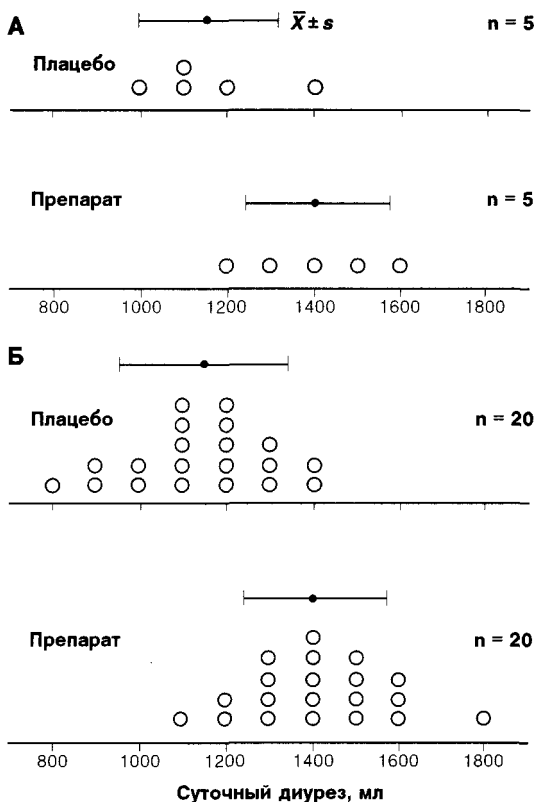 А
X̄ ± s
n = 5
Плацебо
Препарат
n = 5
800 1000 1200 1400 1600 1800
Б
Плацебо
n = 20
Препарат
n = 20
800 1000 1200 1400 1600 1800
Суточный диурез, мл